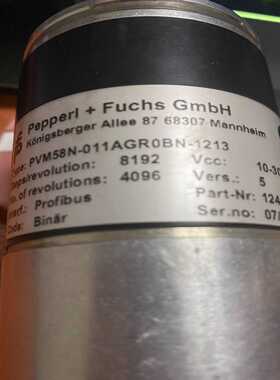 Pepperl + Fuchs GmbH
Königsberger Allee 87 68307 Mannheim
PVM58N-011AGR0BN-1213
8192 Vcc: 10-30
of revolutions: 4096 Vers.: 5
Profibus Part-Nr: 124
Code: Binär Ser.no: 07/